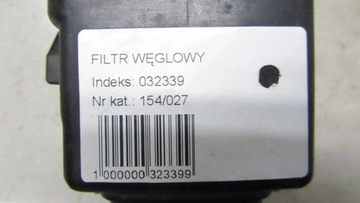 FILTR WĘGLOWY
Indeks: 032339
Nr kat.: 154/027
1 000000 323399